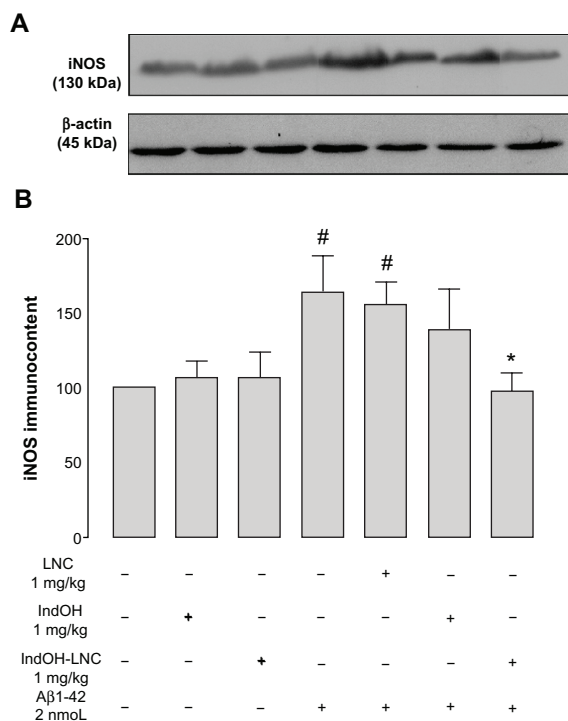 A
iNOS
(130 kDa)
β-actin
(45 kDa)
B
200
150
100
50
0
iNOS immunocontent
# # *
LNC
1 mg/kg
– – – – + – –
IndOH
1 mg/kg
– + – – – + –
IndOH-LNC
1 mg/kg
– – + – – – +
Aβ1-42
2 nmoL
– – – + + + +